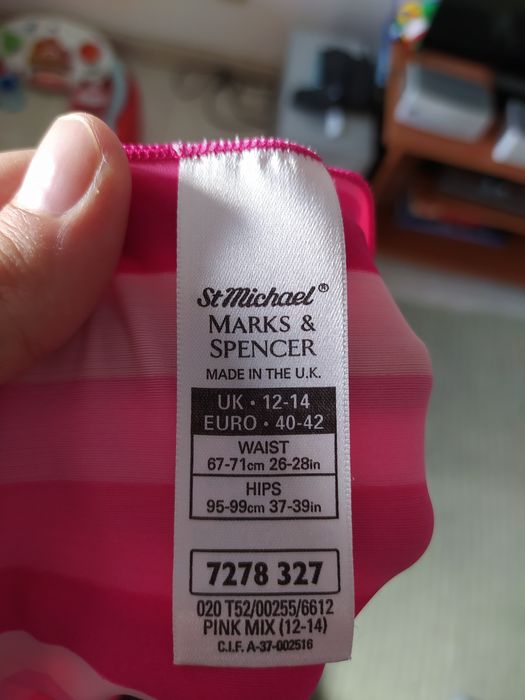 St Michael®
MARKS &
SPENCER
MADE IN THE U.K.
UK • 12-14
EURO • 40-42
WAIST
67-71cm 26-28in
HIPS
95-99cm 37-39in
7278 327
020 T52/00255/6612
PINK MIX (12-14)
C.I.F. A-37-002516